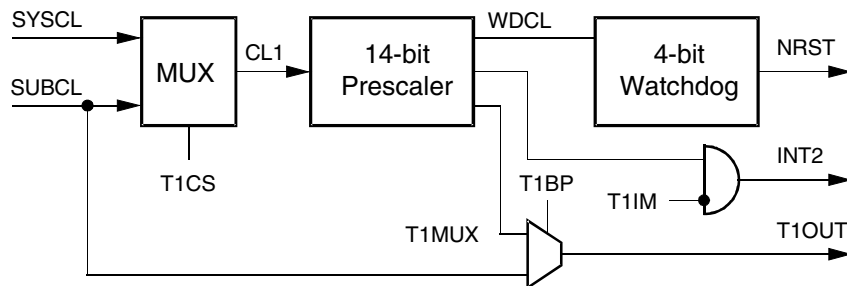 SYSCL
WDCL
NRST
MUX
CL1
14-bit
Prescaler
4-bit
Watchdog
SUBCL
T1CS
T1BP
INT2
T1IM
T1MUX
T1OUT